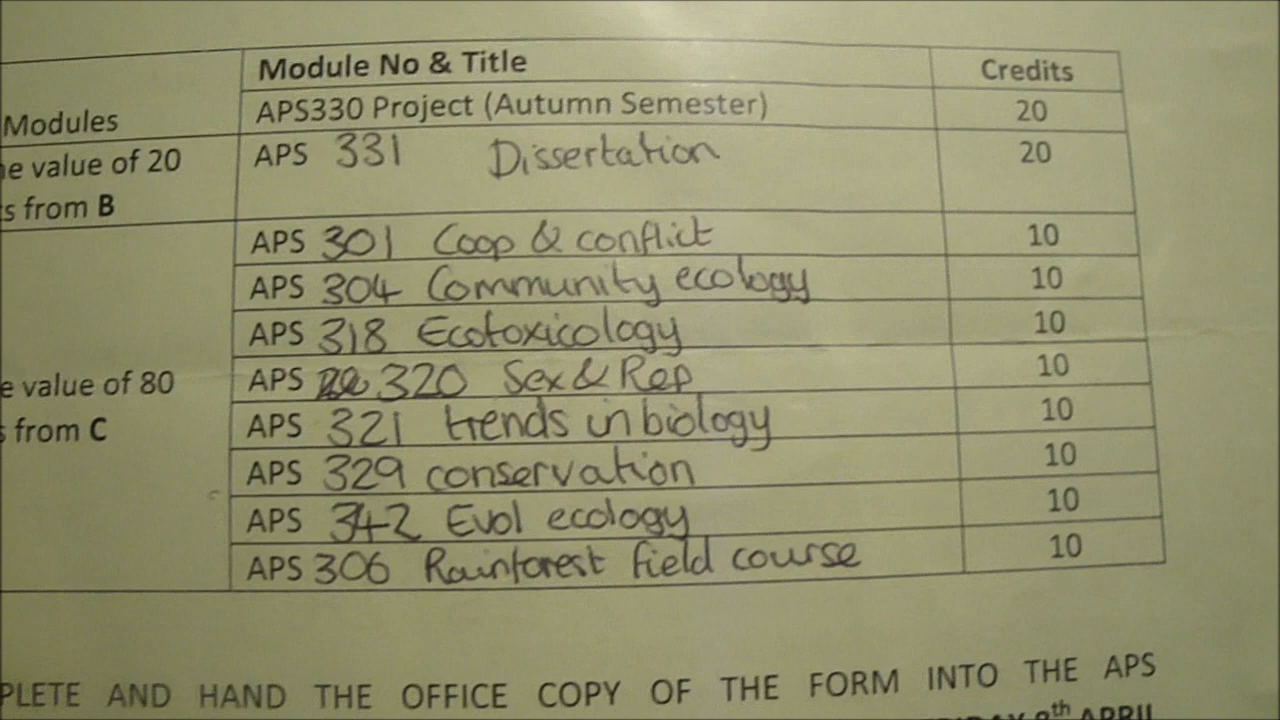 Module No & Title Credits
Modules APS330 Project (Autumn Semester) 20
e value of 20 APS 331 Dissertation 20
s from B
APS 301 Coop & conflict 10
APS 304 Community ecology 10
APS 318 Ecotoxicology 10
e value of 80 APS 320 Sex & Rep 10
s from C APS 321 trends in biology 10
APS 329 conservation 10
APS 342 Evol ecology 10
APS 306 Rainforest field course 10
PLETE AND HAND THE OFFICE COPY OF THE FORM INTO THE APS
APRIL